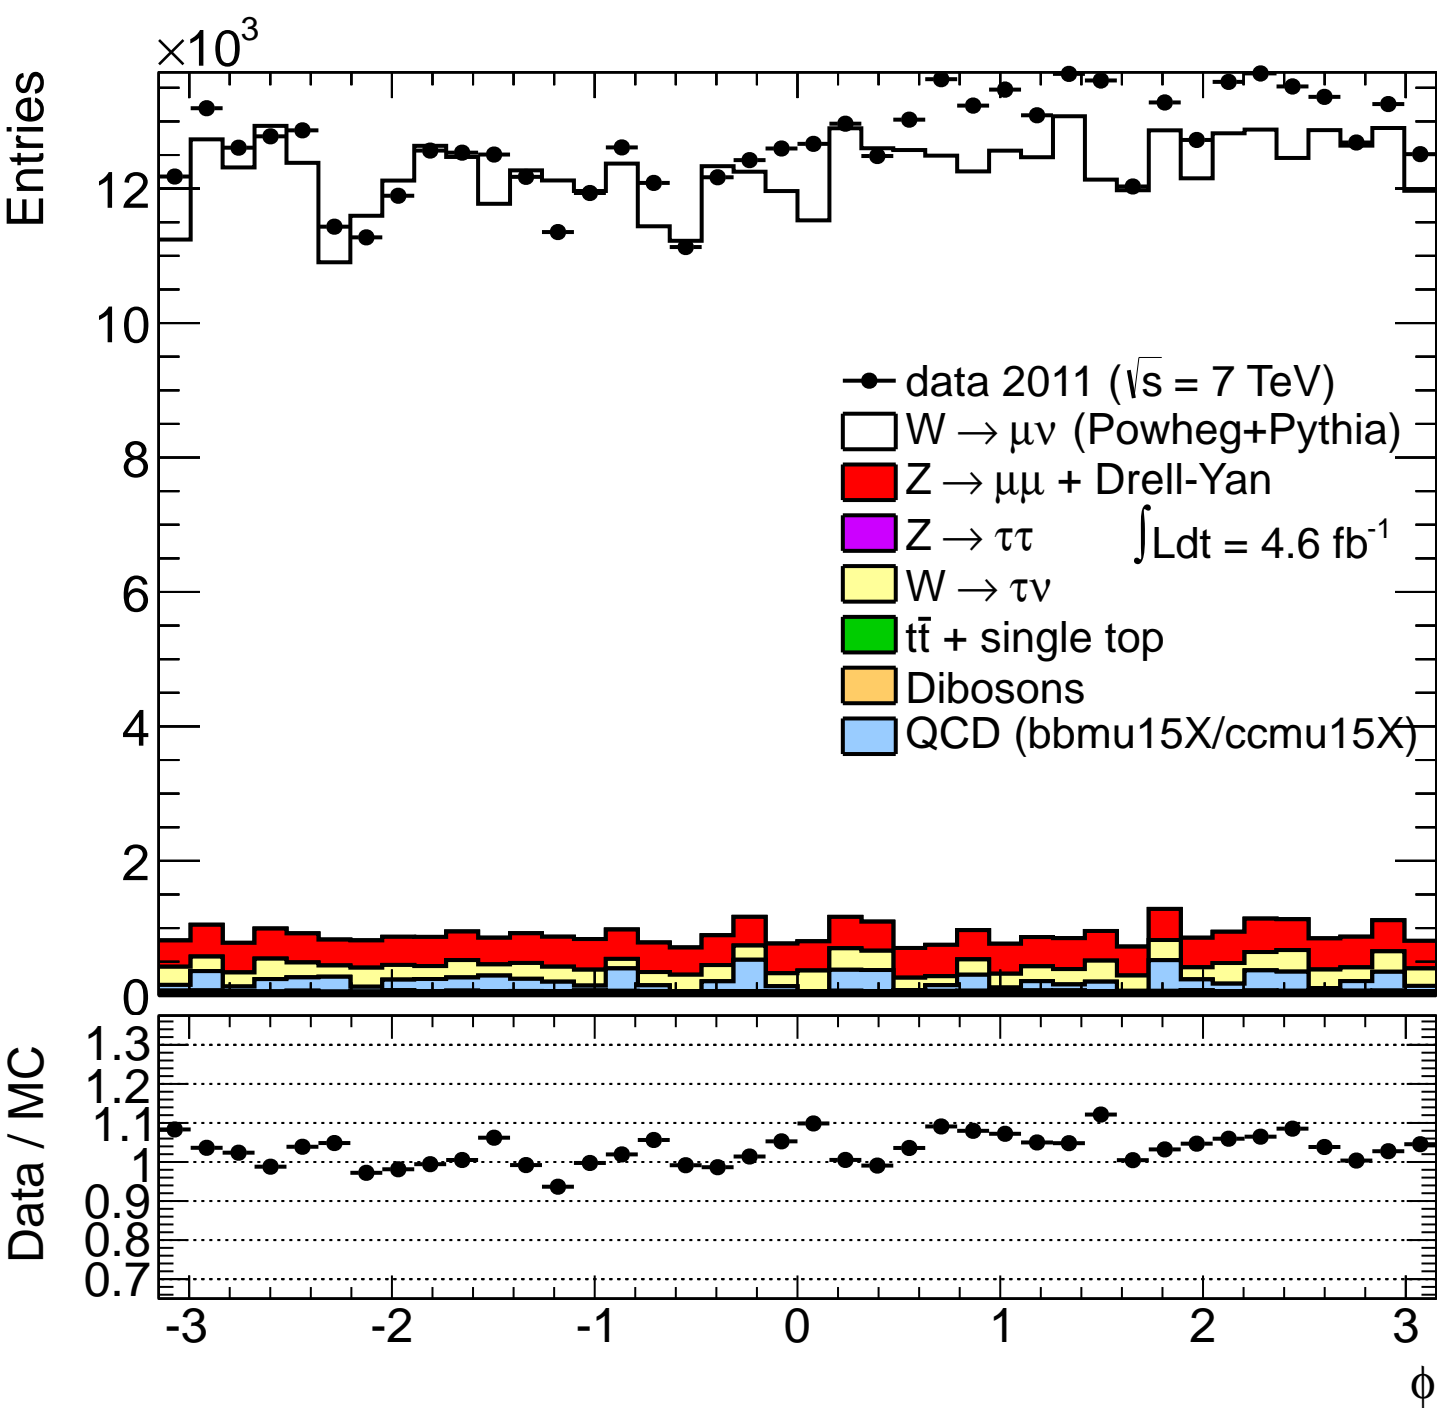 ×10³
Entries
12
10
8
6
4
2
0
data 2011 (√s = 7 TeV)
W → μν (Powheg+Pythia)
Z → μμ + Drell-Yan
Z → ττ
∫Ldt = 4.6 fb⁻¹
W → τν
tt̄ + single top
Dibosons
QCD (bbmu15X/ccmu15X)
Data / MC
1.3
1.2
1.1
1
0.9
0.8
0.7
-3 -2 -1 0 1 2 3
ϕ